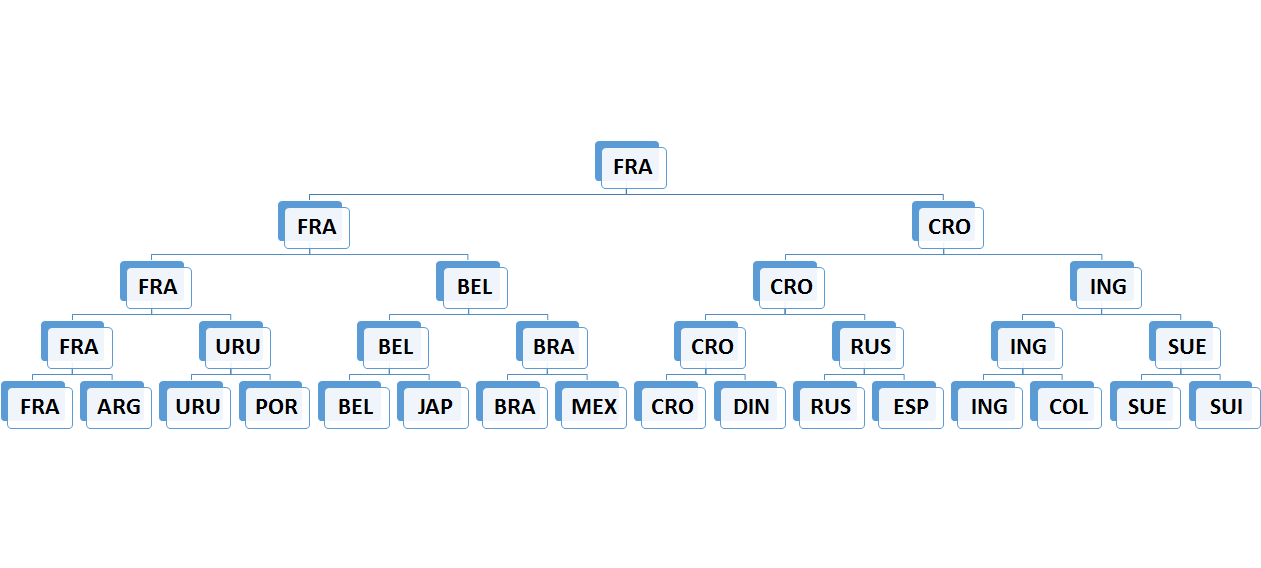 FRA
FRA CRO
FRA BEL CRO ING
FRA URU BEL BRA CRO RUS ING SUE
FRA ARG URU POR BEL JAP BRA MEX CRO DIN RUS ESP ING COL SUE SUI